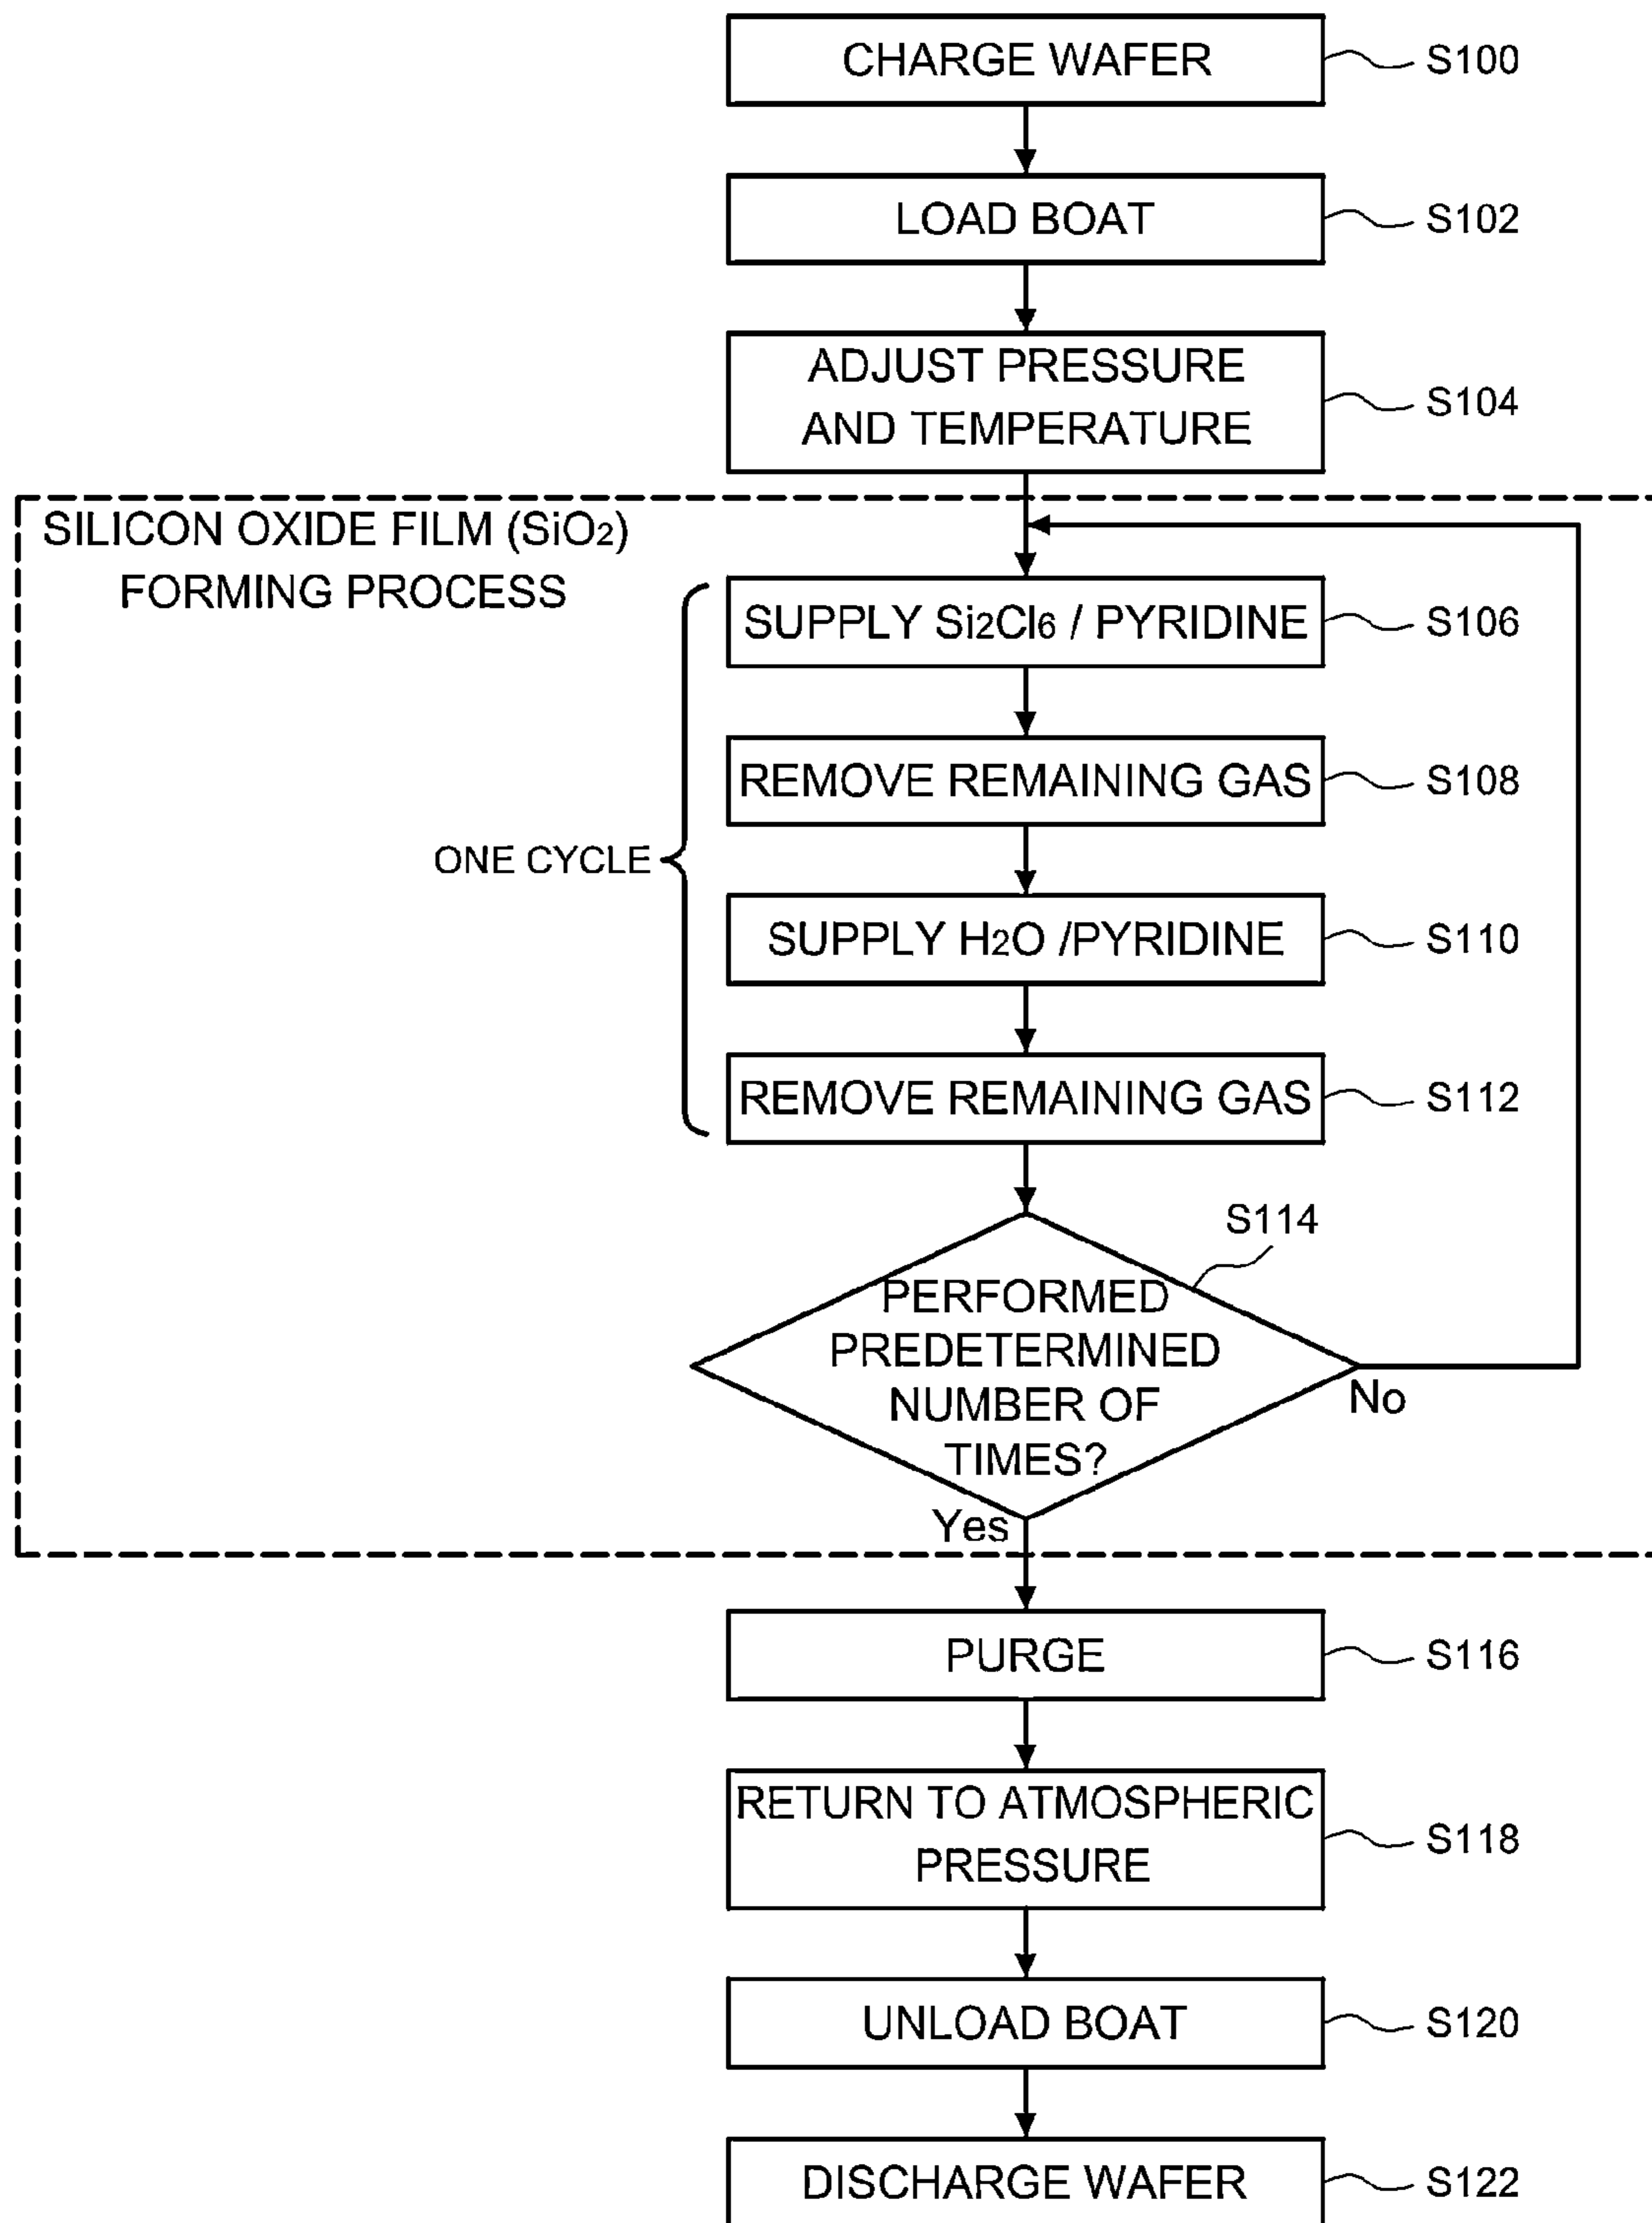 CHARGE WAFER
S100
LOAD BOAT
S102
ADJUST PRESSURE
AND TEMPERATURE
S104
SILICON OXIDE FILM (SiO2)
FORMING PROCESS
SUPPLY Si2Cl6 / PYRIDINE
S106
REMOVE REMAINING GAS
S108
ONE CYCLE
SUPPLY H2O /PYRIDINE
S110
REMOVE REMAINING GAS
S112
S114
PERFORMED
PREDETERMINED
NUMBER OF
TIMES?
No
Yes
PURGE
S116
RETURN TO ATMOSPHERIC
PRESSURE
S118
UNLOAD BOAT
S120
DISCHARGE WAFER
S122